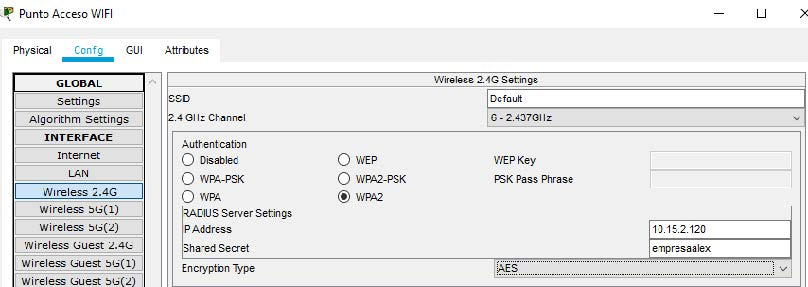 Punto Acceso WIFI
Physical Config GUI Attributes
GLOBAL
Settings
Algorithm Settings
INTERFACE
Internet
LAN
Wireless 2.4G
Wireless 5G(1)
Wireless 5G(2)
Wireless Guest 2.4G
Wireless Guest 5G(1)
Wireless Guest 5G(2)
Wireless 2.4G Settings
SSID Default
2.4 GHz Channel 6 - 2.437GHz
Authentication
Disabled WEP WEP Key
WPA-PSK WPA2-PSK PSK Pass Phrase
WPA WPA2
RADIUS Server Settings
IP Address 10.15.2.120
Shared Secret empresaalex
Encryption Type AES